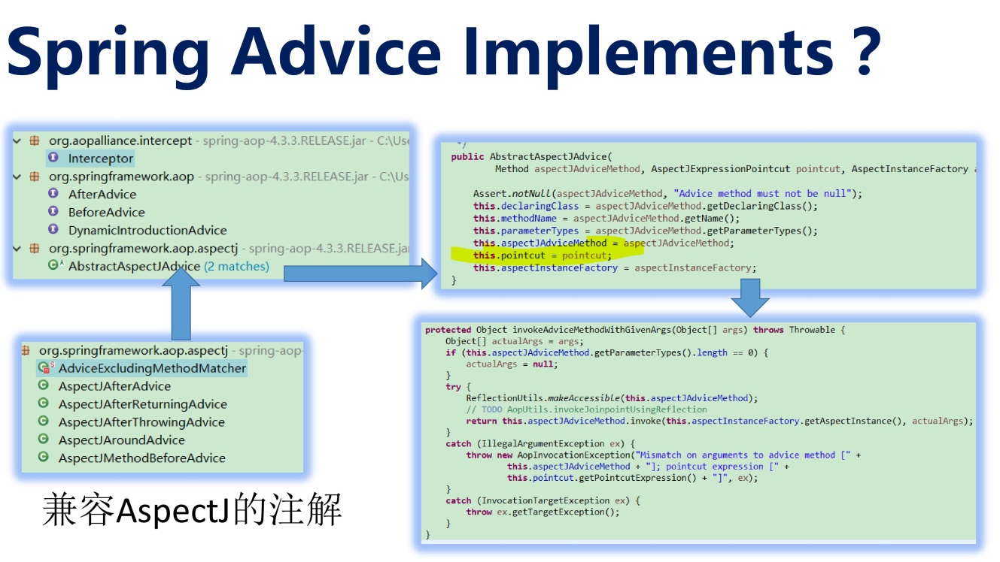 Spring Advice Implements ?
org.aopalliance.intercept - spring-aop-4.3.3.RELEASE.jar - C:\Use
Interceptor
org.springframework.aop - spring-aop-4.3.3.RELEASE.jar - C:\Us
AfterAdvice
BeforeAdvice
DynamicIntroductionAdvice
org.springframework.aop.aspectj - spring-aop-4.3.3.RELEASE.ja
AbstractAspectJAdvice (2 matches)
org.springframework.aop.aspectj - spring-aop-
AdviceExcludingMethodMatcher
AspectJAfterAdvice
AspectJAfterReturningAdvice
AspectJAfterThrowingAdvice
AspectJAroundAdvice
AspectJMethodBeforeAdvice
兼容AspectJ的注解
*/
public AbstractAspectJAdvice(
Method aspectJAdviceMethod, AspectJExpressionPointcut pointcut, AspectInstanceFactory a
Assert.notNull(aspectJAdviceMethod, "Advice method must not be null");
this.declaringClass = aspectJAdviceMethod.getDeclaringClass();
this.methodName = aspectJAdviceMethod.getName();
this.parameterTypes = aspectJAdviceMethod.getParameterTypes();
this.aspectJAdviceMethod = aspectJAdviceMethod;
this.pointcut = pointcut;
this.aspectInstanceFactory = aspectInstanceFactory;
}
protected Object invokeAdviceMethodWithGivenArgs(Object[] args) throws Throwable {
Object[] actualArgs = args;
if (this.aspectJAdviceMethod.getParameterTypes().length == 0) {
actualArgs = null;
}
try {
ReflectionUtils.makeAccessible(this.aspectJAdviceMethod);
// TODO AopUtils.invokeJoinpointUsingReflection
return this.aspectJAdviceMethod.invoke(this.aspectInstanceFactory.getAspectInstance(), actualArgs);
}
catch (IllegalArgumentException ex) {
throw new AopInvocationException("Mismatch on arguments to advice method [" +
this.aspectJAdviceMethod + "]; pointcut expression [" +
this.pointcut.getPointcutExpression() + "]", ex);
}
catch (InvocationTargetException ex) {
throw ex.getTargetException();
}
}